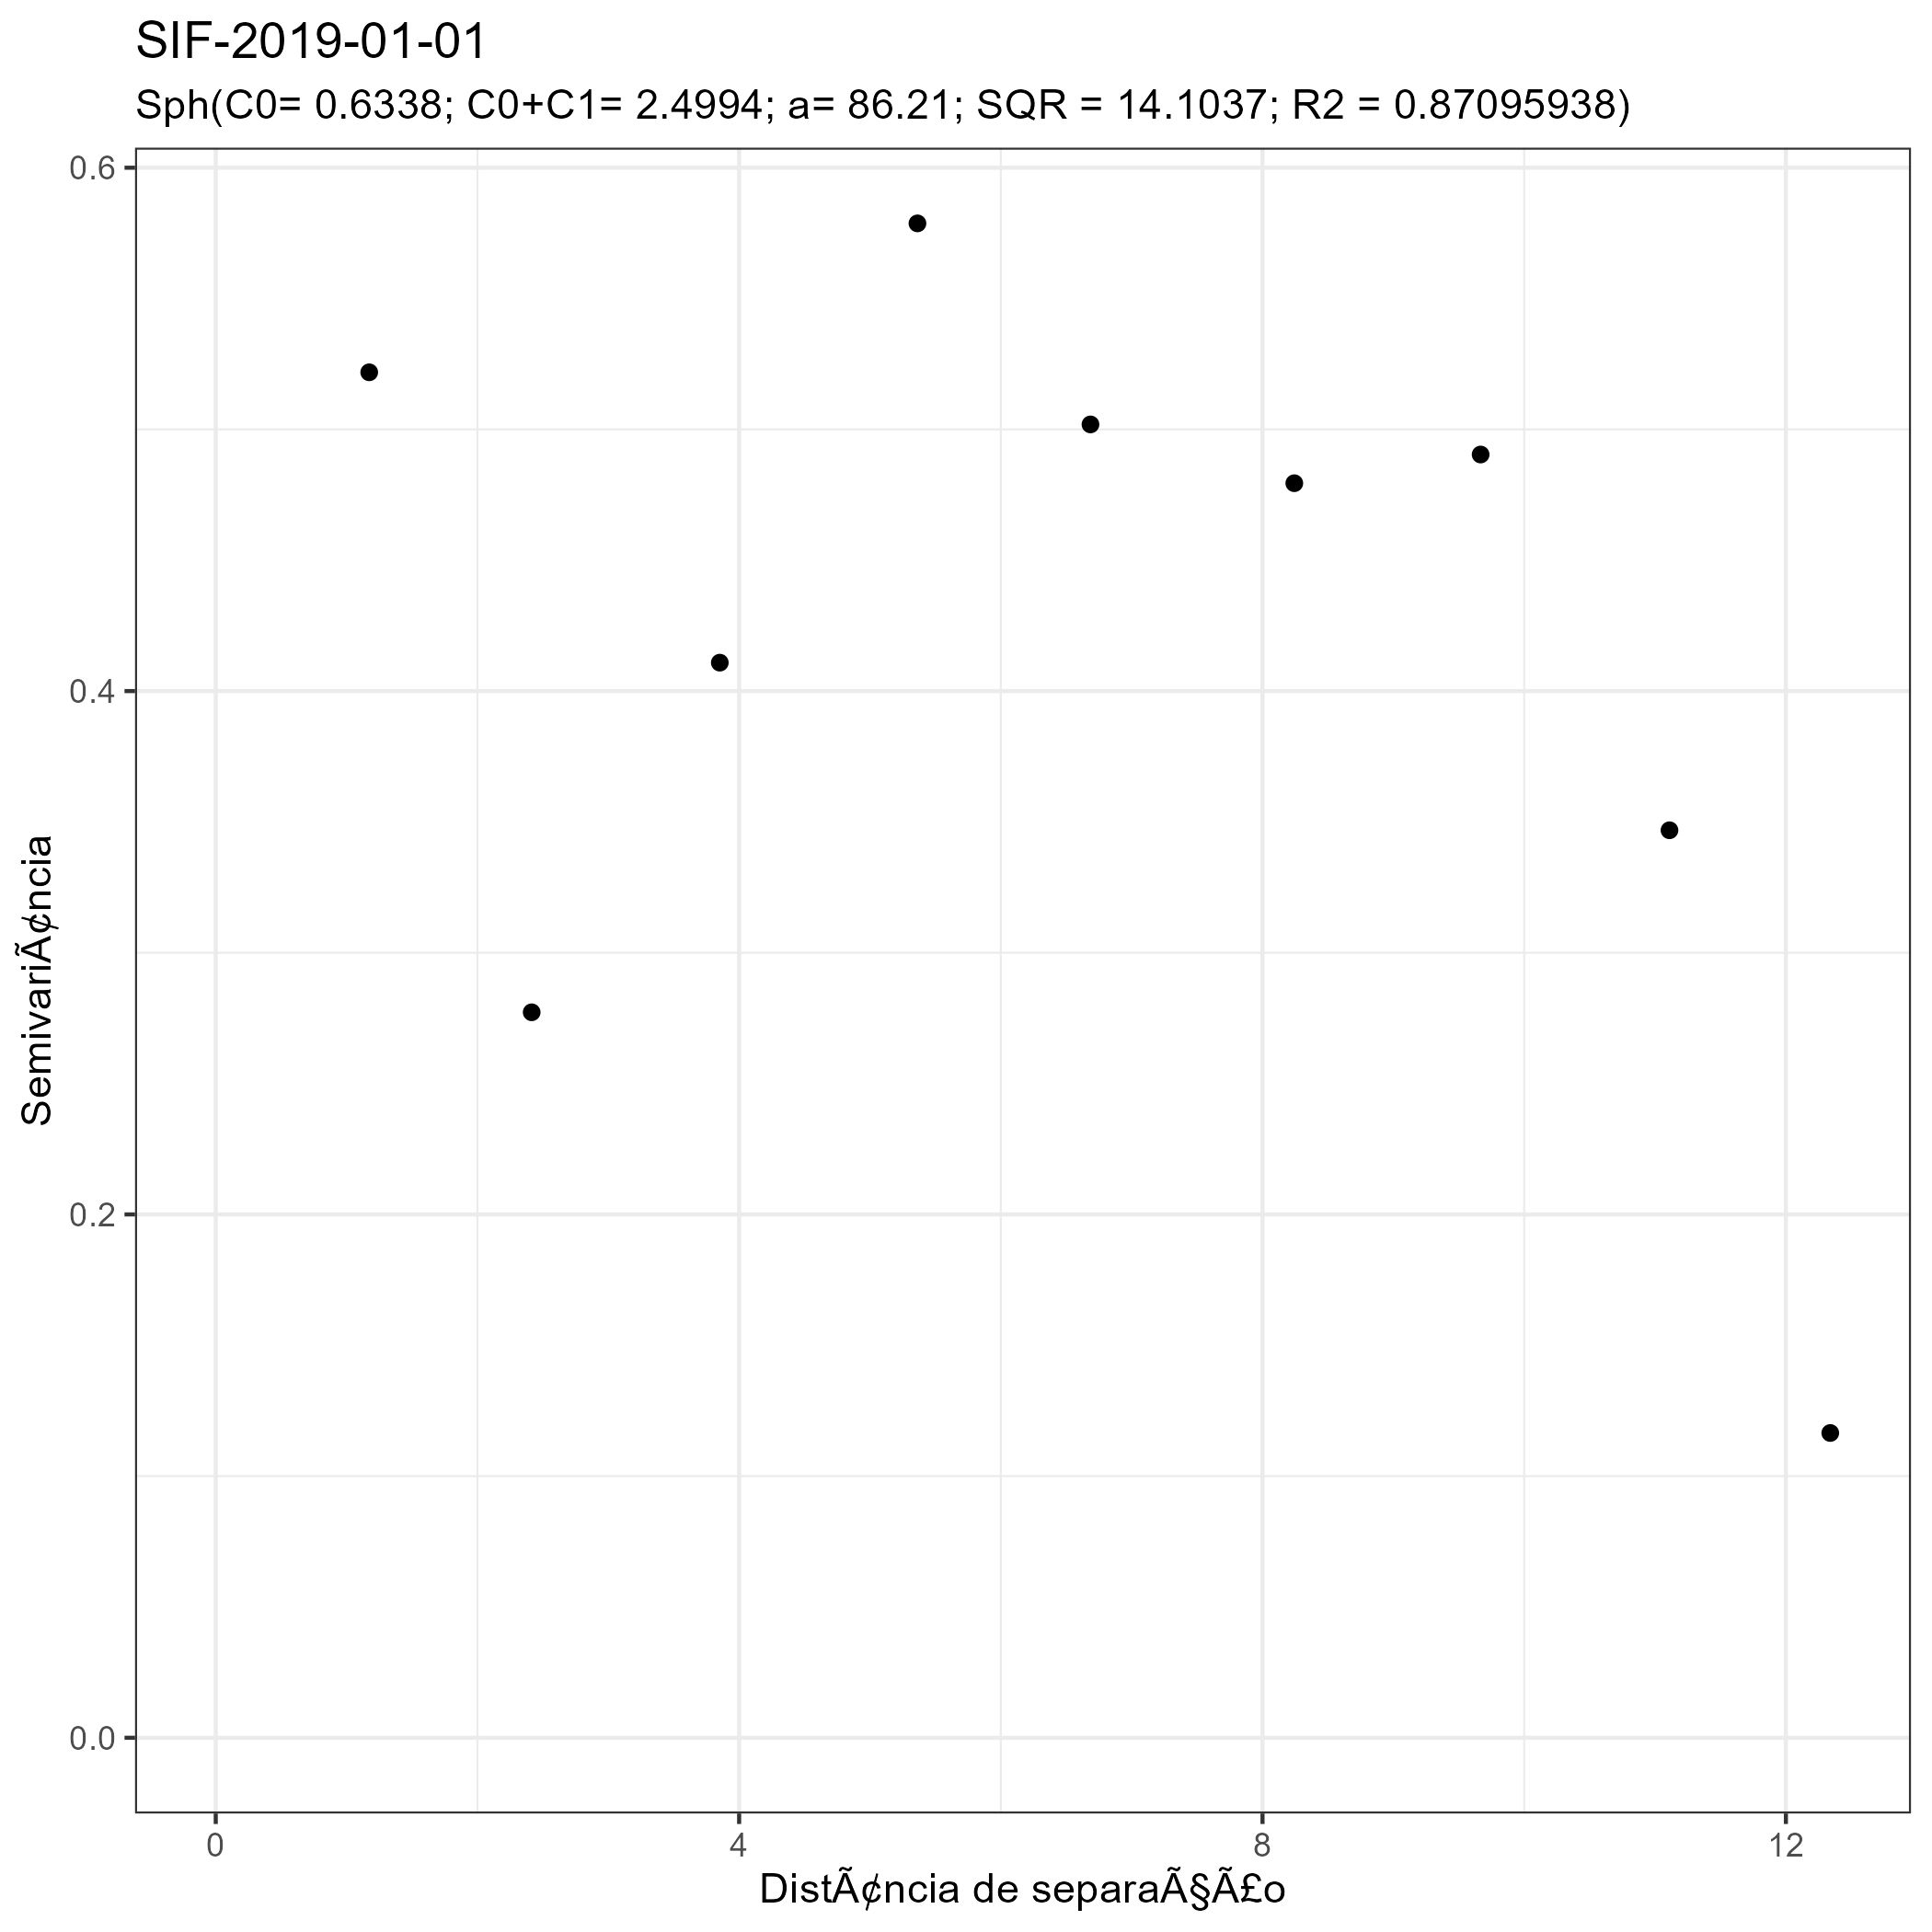 SIF-2019-01-01
Sph(C0= 0.6338; C0+C1= 2.4994; a= 86.21; SQR = 14.1037; R2 = 0.87095938)
0.6
0.4
0.2
0.0
SemivariÃ¢ncia
0
4
8
12
DistÃ¢ncia de separaÃ§Ã£o